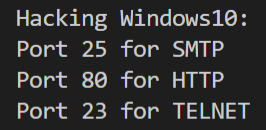 Hacking Windows10:
Port 25 for SMTP
Port 80 for HTTP
Port 23 for TELNET